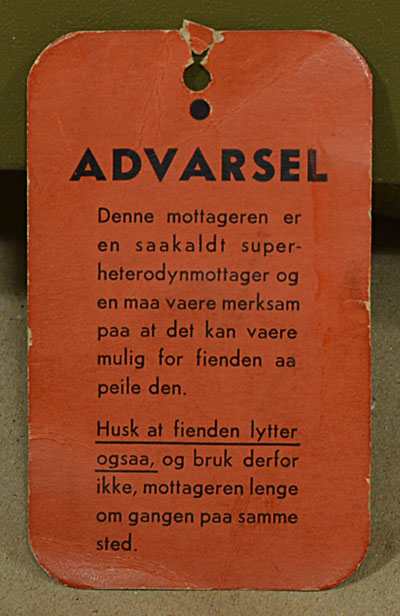 ADVARSEL
Denne mottageren er
en saakaldt super-
heterodynmottager og
en maa vaere merksam
paa at det kan vaere
mulig for fienden aa
peile den.
Husk at fienden lytter
ogsaa, og bruk derfor
ikke, mottageren lenge
om gangen paa samme
sted.